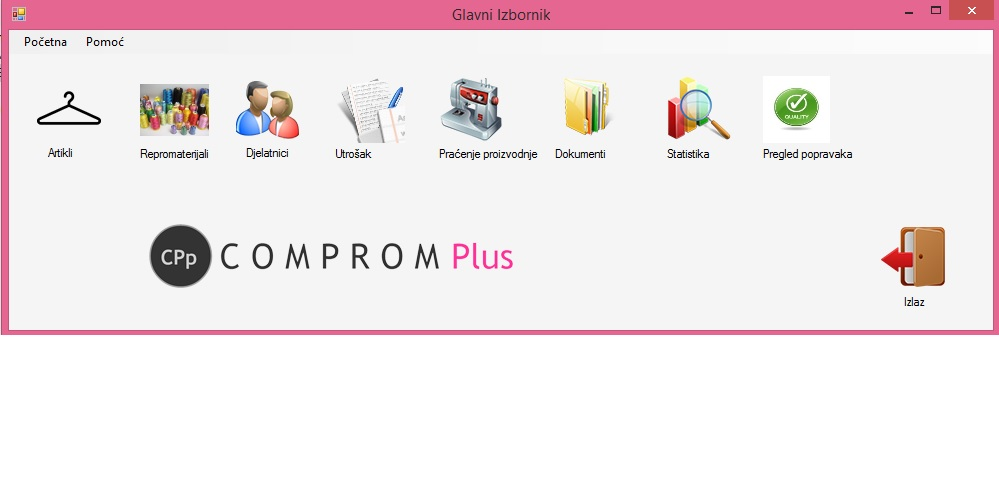 Glavni Izbornik
Početna Pomoć
QUALITY
Artikli Repromaterijali Djelatnici Utrošak Praćenje proizvodnje Dokumenti Statistika Pregled popravaka
CPp COMPROM Plus
Izlaz